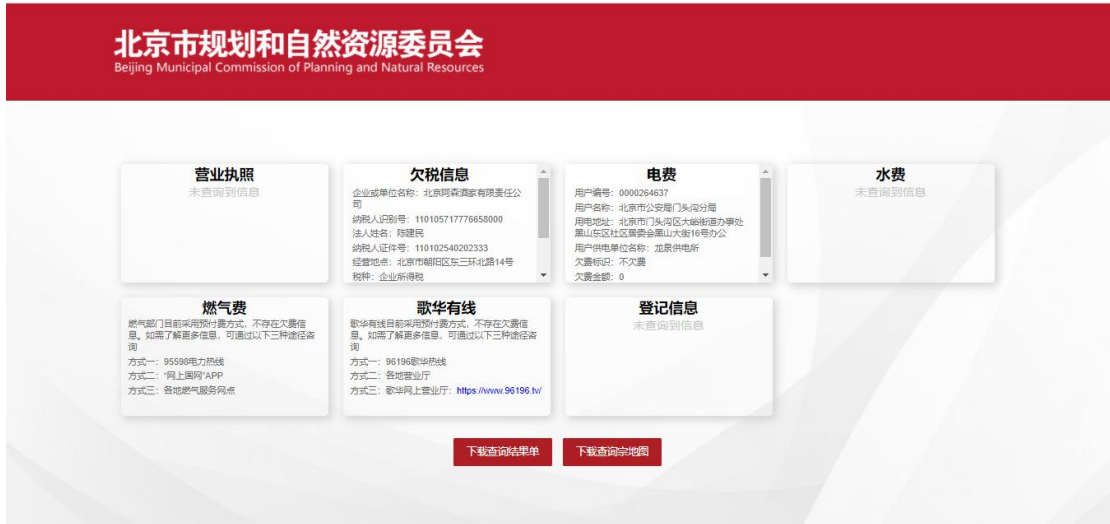 北京市规划和自然资源委员会
Beijing Municipal Commission of Planning and Natural Resources
营业执照
未查询到信息
欠税信息
企业或单位名称：北京阿森酒家有限责任公
司
纳税人识别号：110105717776658000
法人姓名：陈建民
纳税人证件号：110102540202333
经营地点：北京市朝阳区东三环北路14号
税种：企业所得税
电费
用户编号：0000264637
用户名称：北京市公安局门头沟分局
用电地址：北京市门头沟区大峪街道办事处
黑山东区社区居委会黑山大街16号办公
用户供电单位名称：龙泉供电所
欠费标识：不欠费
欠费金额：0
水费
未查询到信息
燃气费
燃气部门目前采用预付费方式，不存在欠费信
息。如需了解更多信息，可通过以下三种途径咨
询
方式一：95598电力热线
方式二：“网上国网”APP
方式三：各地燃气服务网点
歌华有线
歌华有线目前采用预付费方式，不存在欠费信
息。如需了解更多信息，可通过以下三种途径咨
询
方式一：96196歌华热线
方式二：各地营业厅
方式三：歌华网上营业厅：https://www.96196.tv/
登记信息
未查询到信息
下载查询结果单
下载查询宗地图